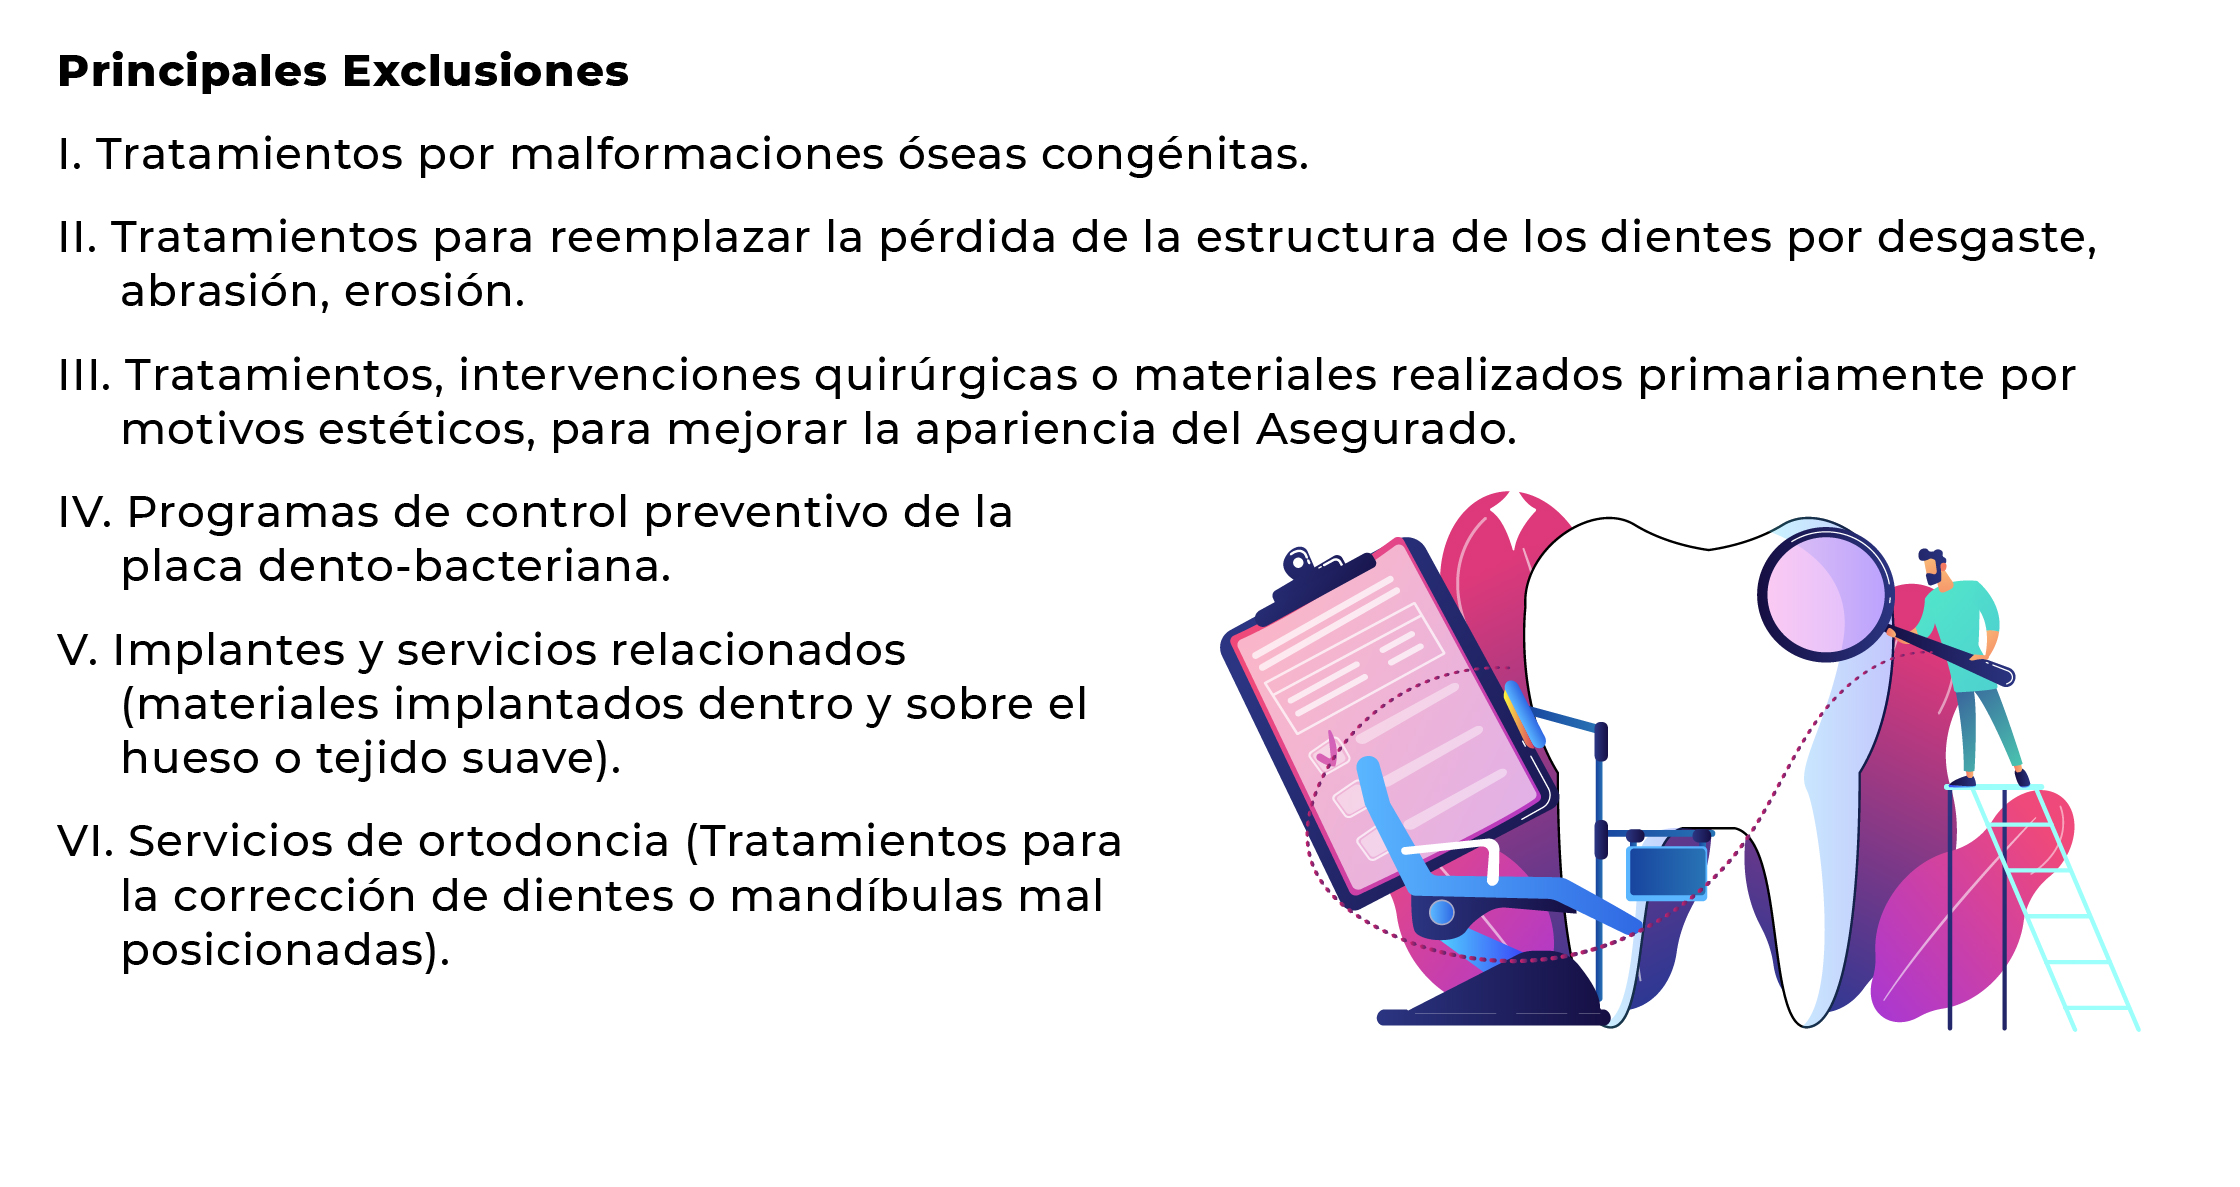 Principales Exclusiones
I. Tratamientos por malformaciones óseas congénitas.
II. Tratamientos para reemplazar la pérdida de la estructura de los dientes por desgaste,
abrasión, erosión.
III. Tratamientos, intervenciones quirúrgicas o materiales realizados primariamente por
motivos estéticos, para mejorar la apariencia del Asegurado.
IV. Programas de control preventivo de la
placa dento-bacteriana.
V. Implantes y servicios relacionados
(materiales implantados dentro y sobre el
hueso o tejido suave).
VI. Servicios de ortodoncia (Tratamientos para
la corrección de dientes o mandíbulas mal
posicionadas).